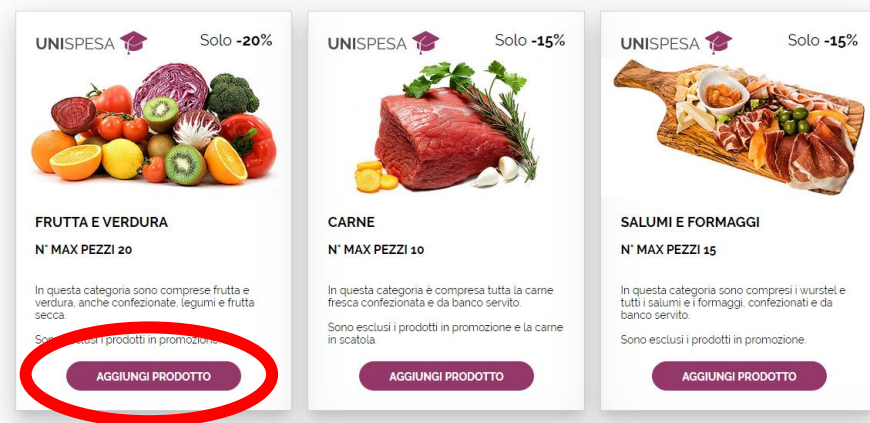 UNISPESA Solo -20%
FRUTTA E VERDURA
N° MAX PEZZI 20
In questa categoria sono comprese frutta e
verdura, anche confezionate, legumi e frutta
secca.
Sono esclusi i prodotti in promozione.
AGGIUNGI PRODOTTO
UNISPESA Solo -15%
CARNE
N° MAX PEZZI 10
In questa categoria è compresa tutta la carne
fresca confezionata e da banco servito.
Sono esclusi i prodotti in promozione e la carne
in scatola.
AGGIUNGI PRODOTTO
UNISPESA Solo -15%
SALUMI E FORMAGGI
N° MAX PEZZI 15
In questa categoria sono compresi i wurstel e
tutti i salumi e i formaggi, confezionati e da
banco servito.
Sono esclusi i prodotti in promozione.
AGGIUNGI PRODOTTO